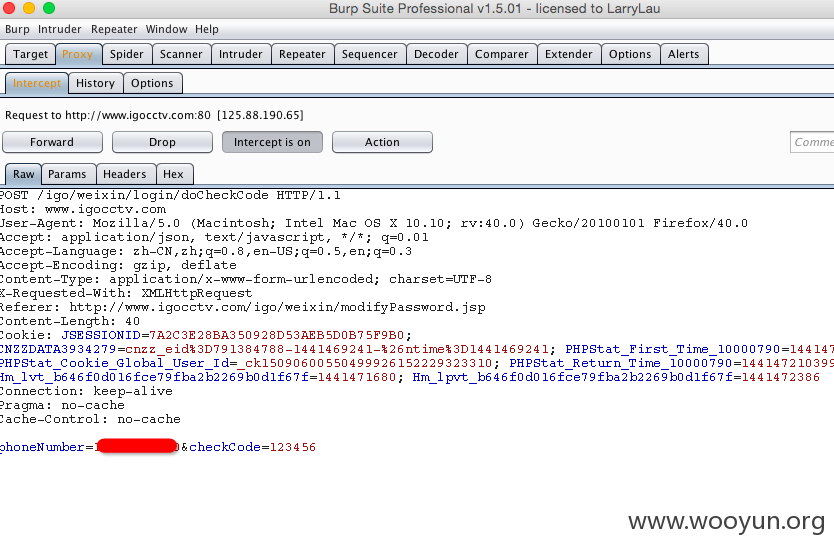 Burp Suite Professional v1.5.01 - licensed to LarryLau
Burp Intruder Repeater Window Help
Target Proxy Spider Scanner Intruder Repeater Sequencer Decoder Comparer Extender Options Alerts
Intercept History Options
Request to http://www.igocctv.com:80 [125.88.190.65]
Forward Drop Intercept is on Action Comme
Raw Params Headers Hex
POST /igo/weixin/login/doCheckCode HTTP/1.1
Host: www.igocctv.com
User-Agent: Mozilla/5.0 (Macintosh; Intel Mac OS X 10.10; rv:40.0) Gecko/20100101 Firefox/40.0
Accept: application/json, text/javascript, */*; q=0.01
Accept-Language: zh-CN,zh;q=0.8,en-US;q=0.5,en;q=0.3
Accept-Encoding: gzip, deflate
Content-Type: application/x-www-form-urlencoded; charset=UTF-8
X-Requested-With: XMLHttpRequest
Referer: http://www.igocctv.com/igo/weixin/modifyPassword.jsp
Content-Length: 40
Cookie: JSESSIONID=7A2C3E28BA350928D53AEB5D0B75F9B0;
CNZZDATA3934279=cnzz_eid%3D791384788-1441469241-%26ntime%3D1441469241; PHPStat_First_Time_10000790=14414
PHPStat_Cookie_Global_User_Id=_ck15090600550499926152229323310; PHPStat_Return_Time_10000790=144147210399
Hm_lvt_b646f0d016fce79fba2b2269b0d1f67f=1441471680; Hm_lpvt_b646f0d016fce79fba2b2269b0d1f67f=1441472386
Connection: keep-alive
Pragma: no-cache
Cache-Control: no-cache
phoneNumber=1 0&checkCode=123456
www.wooyun.org